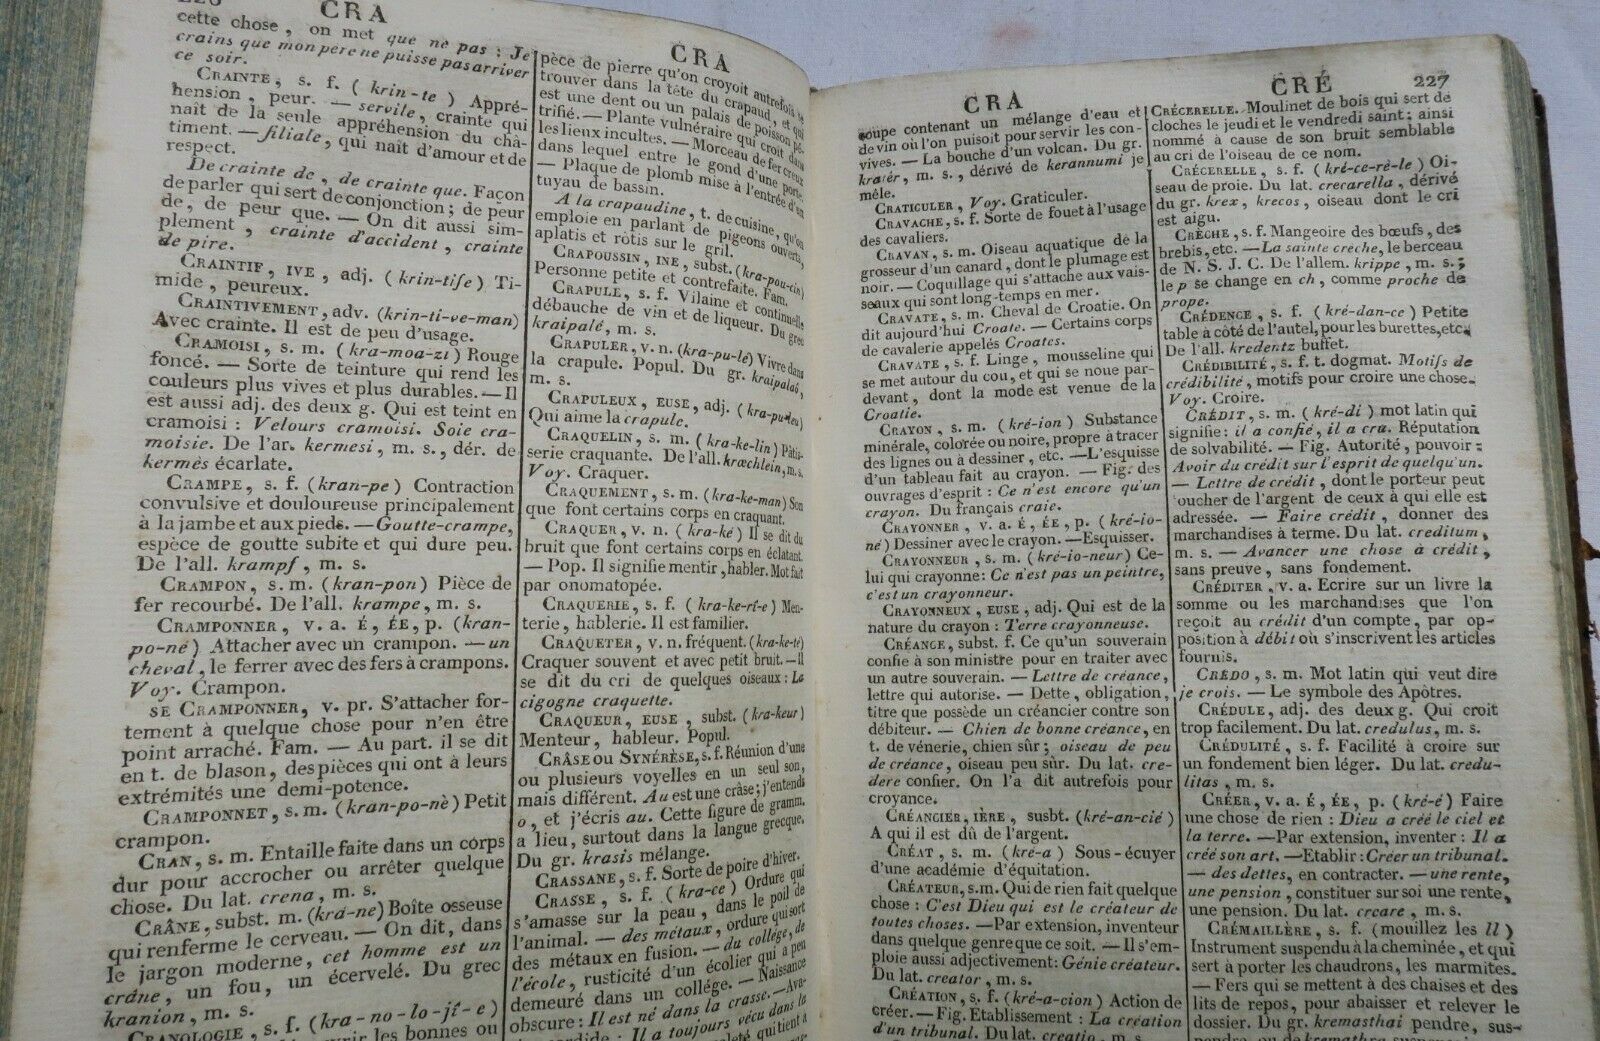 CRA
cette chose, on met que ne pas : Je
crains que mon pere ne puisse pas arriver
ce soir.
CRAINTE, s. f. (krin-te) Appré-
hension, peur. — servile, crainte qui
naît de la seule appréhension du châ-
timent. — filiale, qui naît d'amour et de
respect.
De crainte de, de crainte que. Façon
de parler qui sert de conjonction; de peur
de, de peur que. — On dit aussi sim-
plement, crainte d'accident, crainte
de pire.
CRAINTIF, IVE, adj. (krin-tife) Ti-
mide, peureux.
CRAINTIVEMENT, adv. (krin-ti-ve-man)
Avec crainte. Il est de peu d'usage.
CRAMOISI, s. m. (kra-moa-zi) Rouge
foncé. — Sorte de teinture qui rend les
couleurs plus vives et plus durables. — Il
est aussi adj. des deux g. Qui est teint en
cramoisi : Velours cramoisi. Soie cra-
moisie. De l'ar. kermesi, m. s., dér. de
kermès écarlate.
CRAMPE, s. f. (kran-pe) Contraction
convulsive et douloureuse principalement
à la jambe et aux pieds. — Goutte-crampe,
espèce de goutte subite et qui dure peu.
De l'all. krampf, m. s.
CRAMPON, s. m. (kran-pon) Pièce de
fer recourbé. De l'all. krampe, m. s.
CRAMPONNER, v. a. É, ÉE, p. (kran-
po-né) Attacher avec un crampon. — un
cheval, le ferrer avec des fers à crampons.
Voy. Crampon.
SE CRAMPONNER, v. pr. S'attacher for-
tement à quelque chose pour n'en être
point arraché. Fam. — Au part. il se dit
en t. de blason, des pièces qui ont à leurs
extrémités une demi-potence.
CRAMPONNET, s. m. (kran-po-nè) Petit
crampon.
CRAN, s. m. Entaille faite dans un corps
dur pour accrocher ou arrêter quelque
chose. Du lat. crena, m. s.
CRÂNE, subst. m. (krâ-ne) Boîte osseuse
qui renferme le cerveau. — On dit, dans
le jargon moderne, cet homme est un
crâne, un fou, un écervelé. Du grec
kranion, m. s.
CRANOLOGIE, s. f. (kra-no-lo-jî-e)
les bonnes ou
CRA
pèce de pierre qu'on croyoit autrefois se
trouver dans la tête du crapaud, et qui
est une dent ou un palais de poisson pé-
trifié. — Plante vulnéraire qui croît dans
les lieux incultes. — Morceau de fer creux
dans lequel entre le gond d'une porte.
— Plaque de plomb mise à l'entrée d'un
tuyau de bassin.
A la crapaudine, t. de cuisine, qu'on
emploie en parlant de pigeons ouverts,
aplatis et rôtis sur le gril.
CRAPOUSSIN, INE, subst. (kra-pou-cin)
Personne petite et contrefaite. Fam.
CRAPULE, s. f. Vilaine et continuelle
débauche de vin et de liqueur. Du grec
kraipalé, m. s.
CRAPULER, v. n. (kra-pu-lé) Vivre dans
la crapule. Popul. Du gr. kraipalaô,
m. s.
CRAPULEUX, EUSE, adj. (kra-pu-leu)
Qui aime la crapule.
CRAQUELIN, s. m. (kra-ke-lin) Pâtis-
serie craquante. De l'all. kræchlein, m. s.
Voy. Craquer.
CRAQUEMENT, s. m. (kra-ke-man) Son
que font certains corps en craquant.
CRAQUER, v. n. (kra-ké) Il se dit du
bruit que font certains corps en éclatant.
— Pop. Il signifie mentir, habler. Mot fait
par onomatopée.
CRAQUERIE, s. f. (kra-ke-rî-e) Men-
terie, hablerie. Il est familier.
CRAQUETER, v. n. fréquent. (kra-ke-té)
Craquer souvent et avec petit bruit. — Il
se dit du cri de quelques oiseaux : La
cigogne craquette.
CRAQUEUR, EUSE, subst. (kra-keur)
Menteur, hableur. Popul.
CRÂSE OU SYNÉRÈSE, s. f. Réunion d'une
ou plusieurs voyelles en un seul son,
mais différent. Au est une crâse; j'entends
o, et j'écris au. Cette figure de gramm.
a lieu, surtout dans la langue grecque.
Du gr. krasis mélange.
CRASSANE, s. f. Sorte de poire d'hiver.
CRASSE, s. f. (kra-ce) Ordure qui
s'amasse sur la peau, dans le poil de
l'animal. — des métaux, ordure qui sort
des métaux en fusion. — du collége, de
l'école, rusticité d'un écolier qui a peu
demeuré dans un collége. — Naissance
obscure : Il est né dans la crasse. — Ava-
Il a toujours vécu dans la
CRA
soupe contenant un mélange d'eau et
de vin où l'on puisoit pour servir les con-
vives. — La bouche d'un volcan. Du gr.
kratér, m. s., dérivé de kerannumi je
mêle.
CRATICULER, Voy. Graticuler.
CRAVACHE, s. f. Sorte de fouet à l'usage
des cavaliers.
CRAVAN, s. m. Oiseau aquatique de la
grosseur d'un canard, dont le plumage est
noir. — Coquillage qui s'attache aux vais-
seaux qui sont long-temps en mer.
CRAVATE, s. m. Cheval de Croatie. On
dit aujourd'hui Croate. — Certains corps
de cavalerie appelés Croates.
CRAVATE, s. f. Linge, mousseline qui
se met autour du cou, et qui se noue par-
devant, dont la mode est venue de la
Croatie.
CRAYON, s. m. (kré-ion) Substance
minérale, colorée ou noire, propre à tracer
des lignes ou à dessiner, etc. — L'esquisse
d'un tableau fait au crayon. — Fig. des
ouvrages d'esprit : Ce n'est encore qu'un
crayon. Du français craie.
CRAYONNER, v. a. É, ÉE, p. (kré-io-
né) Dessiner avec le crayon. — Esquisser.
CRAYONNEUR, s. m. (kré-io-neur) Ce-
lui qui crayonne : Ce n'est pas un peintre,
c'est un crayonneur.
CRAYONNEUX, EUSE, adj. Qui est de la
nature du crayon : Terre crayonneuse.
CRÉANCE, subst. f. Ce qu'un souverain
confie à son ministre pour en traiter avec
un autre souverain. — Lettre de créance,
lettre qui autorise. — Dette, obligation,
titre que possède un créancier contre son
débiteur. — Chien de bonne créance, en
t. de vénerie, chien sûr; oiseau de peu
de créance, oiseau peu sûr. Du lat. cre-
dere confier. On l'a dit autrefois pour
croyance.
CRÉANCIER, IÈRE, susbt. (kré-an-cié)
A qui il est dû de l'argent.
CRÉAT, s. m. (kré-a) Sous-écuyer
d'une académie d'équitation.
CRÉATEUR, s.m. Qui de rien fait quelque
chose : C'est Dieu qui est le créateur de
toutes choses. — Par extension, inventeur
dans quelque genre que ce soit. — Il s'em-
ploie aussi adjectivement : Génie créateur.
Du lat. creator, m. s.
CRÉATION, s. f. (kré-a-cion) Action de
créer. — Fig. Etablissement : La création
d'un tribunal. Du lat. creatio, m. s.
CRÉ 227
CRÉCERELLE. Moulinet de bois qui sert de
cloches le jeudi et le vendredi saint; ainsi
nommé à cause de son bruit semblable
au cri de l'oiseau de ce nom.
CRÉCERELLE, s. f. (kré-ce-rè-le) Oi-
seau de proie. Du lat. crecarella, dérivé
du gr. krex, krecos, oiseau dont le cri
est aigu.
CRÈCHE, s. f. Mangeoire des bœufs, des
brebis, etc. — La sainte crèche, le berceau
de N. S. J. C. De l'allem. krippe, m. s.;
le p se change en ch, comme proche de
prope.
CRÉDENCE, s. f. (kré-dan-ce) Petite
table à côté de l'autel, pour les burettes, etc.
De l'all. kredentz buffet.
CRÉDIBILITÉ, s. f. t. dogmat. Motifs de
crédibilité, motifs pour croire une chose.
Voy. Croire.
CRÉDIT, s. m. (kré-di) mot latin qui
signifie : il a confié, il a cru. Réputation
de solvabilité. — Fig. Autorité, pouvoir :
Avoir du crédit sur l'esprit de quelqu'un.
— Lettre de crédit, dont le porteur peut
toucher de l'argent de ceux à qui elle est
adressée. — Faire crédit, donner des
marchandises à terme. Du lat. creditum,
m. s. — Avancer une chose à crédit,
sans preuve, sans fondement.
CRÉDITER, v. a. Ecrire sur un livre la
somme ou les marchandises que l'on
reçoit au crédit d'un compte, par op-
position à débit où s'inscrivent les articles
fournis.
CRÉDO, s. m. Mot latin qui veut dire
je crois. — Le symbole des Apôtres.
CRÉDULE, adj. des deux g. Qui croit
trop facilement. Du lat. credulus, m. s.
CRÉDULITÉ, s. f. Facilité à croire sur
un fondement bien léger. Du lat. credu-
litas, m. s.
CRÉER, v. a. É, ÉE, p. (kré-é) Faire
une chose de rien : Dieu a créé le ciel et
la terre. — Par extension, inventer : Il a
créé son art. — Etablir : Créer un tribunal.
— des dettes, en contracter. — une rente,
une pension, constituer sur soi une rente,
une pension. Du lat. creare, m. s.
CRÉMAILLÈRE, s. f. (mouillez les ll)
Instrument suspendu à la cheminée, et qui
sert à porter les chaudrons, les marmites.
— Fers qui se mettent à des chaises et des
lits de repos, pour abaisser et relever le
dossier. Du gr. kremasthai pendre, sus-